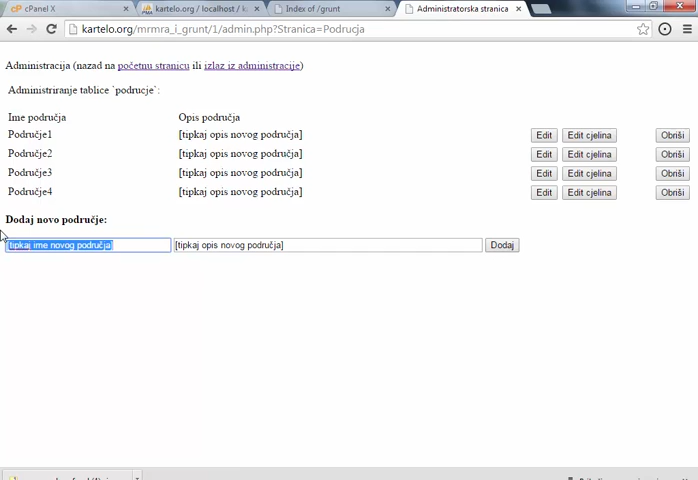 cPanel X
kartelo.org / localhost / k
Index of /grunt
Administratorska stranica
kartelo.org/mrmra_i_grunt/1/admin.php?Stranica=Podrucja
Administracija (nazad na početnu stranicu ili izlaz iz administracije)
Administriranje tablice `podrucje`:
Ime područja Opis područja
Područje1 [tipkaj opis novog područja] Edit Edit cjelina Obriši
Područje2 [tipkaj opis novog područja] Edit Edit cjelina Obriši
Područje3 [tipkaj opis novog područja] Edit Edit cjelina Obriši
Područje4 [tipkaj opis novog područja] Edit Edit cjelina Obriši
Dodaj novo područje:
[tipkaj ime novog područja] [tipkaj opis novog područja] Dodaj